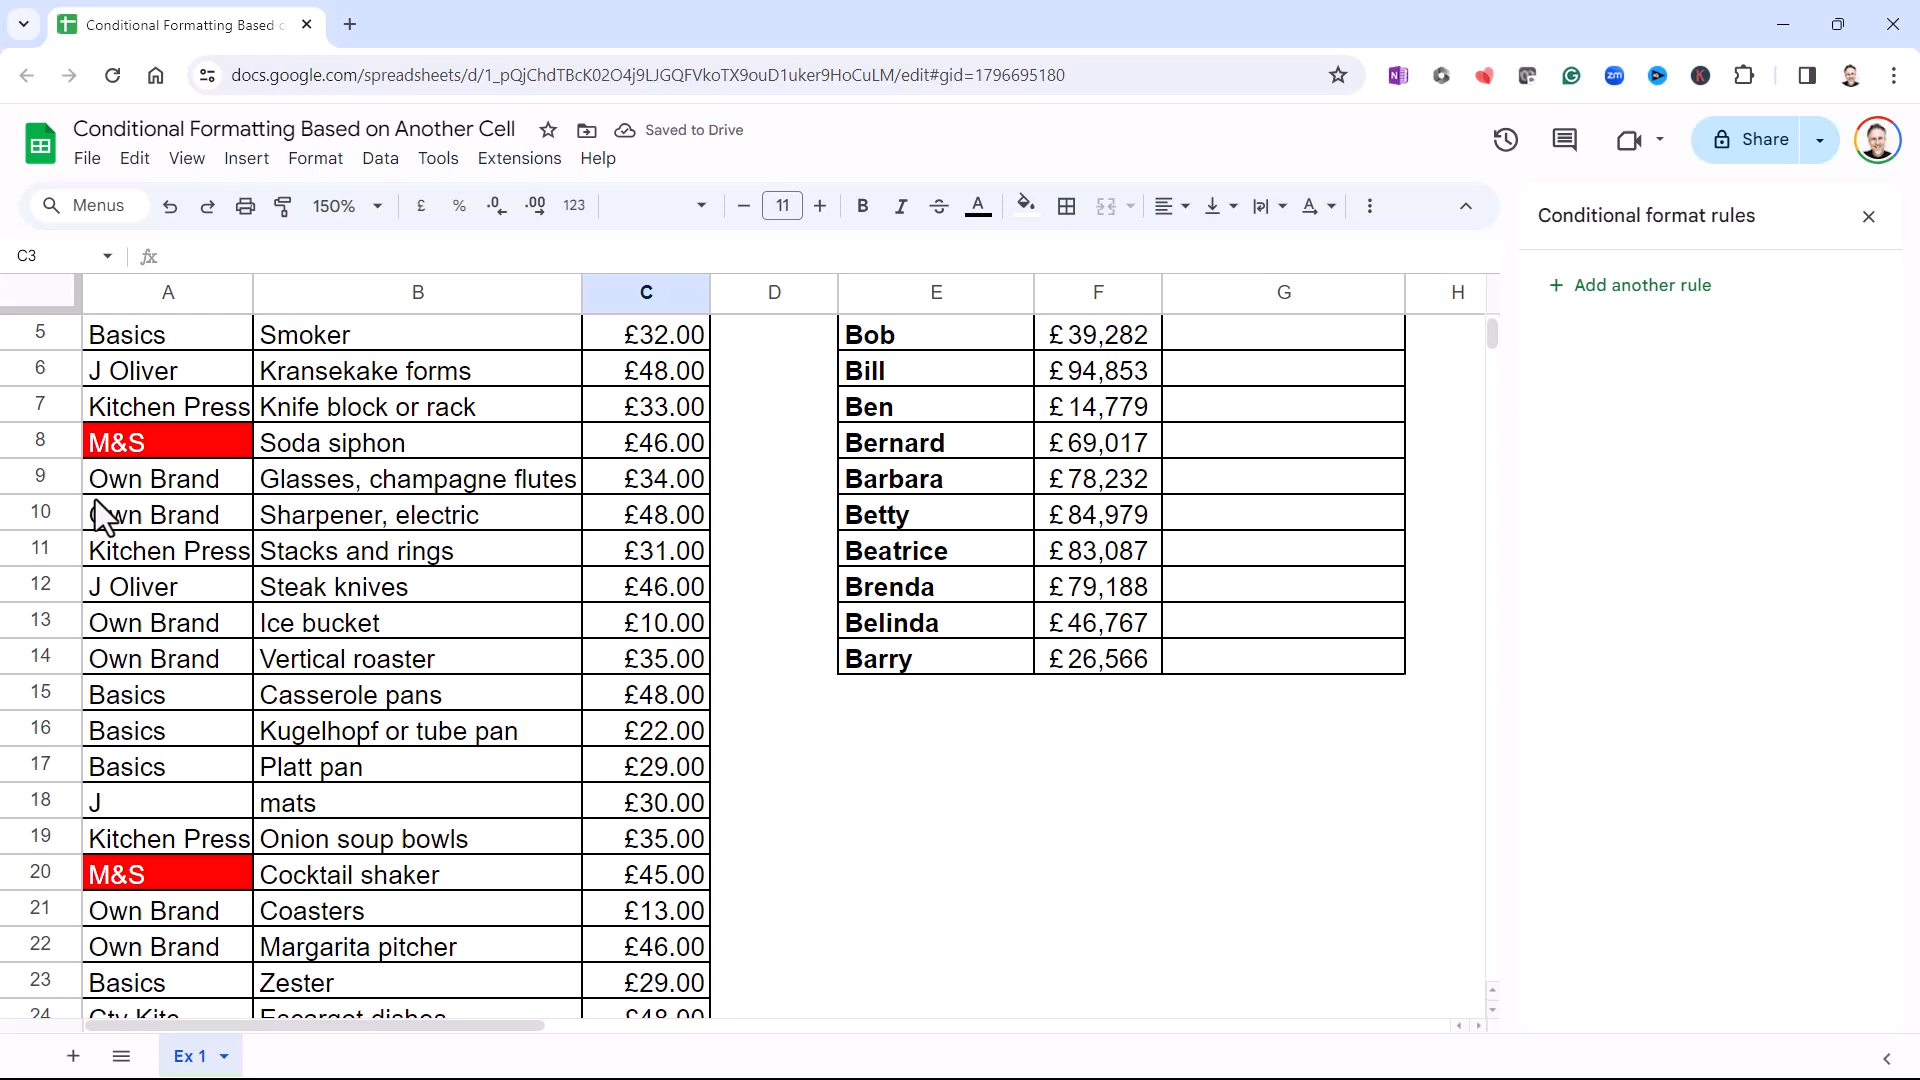 Conditional Formatting Based
docs.google.com/spreadsheets/d/1_pQjChdTBcK02O4j9LJGQFVkoTX9ouD1uker9HoCuLM/edit#gid=1796695180
Conditional Formatting Based on Another Cell
Saved to Drive
File Edit View Insert Format Data Tools Extensions Help
Share
Menus 150% £ % .0 .00 123 11 B I A
Conditional format rules
C3 fx
+ Add another rule
A B C D E F G H
5 Basics Smoker £32.00 Bob £39,282
6 J Oliver Kransekake forms £48.00 Bill £94,853
7 Kitchen Press Knife block or rack £33.00 Ben £14,779
8 M&S Soda siphon £46.00 Bernard £69,017
9 Own Brand Glasses, champagne flutes £34.00 Barbara £78,232
10 Own Brand Sharpener, electric £48.00 Betty £84,979
11 Kitchen Press Stacks and rings £31.00 Beatrice £83,087
12 J Oliver Steak knives £46.00 Brenda £79,188
13 Own Brand Ice bucket £10.00 Belinda £46,767
14 Own Brand Vertical roaster £35.00 Barry £26,566
15 Basics Casserole pans £48.00
16 Basics Kugelhopf or tube pan £22.00
17 Basics Platt pan £29.00
18 J mats £30.00
19 Kitchen Press Onion soup bowls £35.00
20 M&S Cocktail shaker £45.00
21 Own Brand Coasters £13.00
22 Own Brand Margarita pitcher £46.00
23 Basics Zester £29.00
24 Escargot dishes £48.00
Ex 1